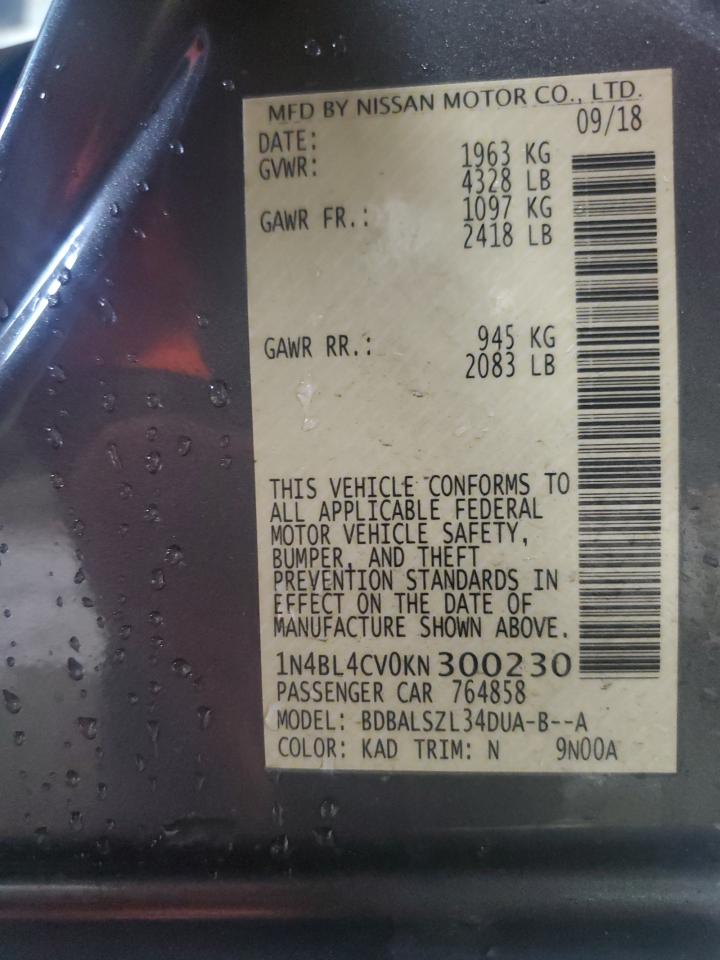 MFD BY NISSAN MOTOR CO., LTD.
DATE: 09/18
GVWR: 1963 KG
4328 LB
GAWR FR.: 1097 KG
2418 LB
GAWR RR.: 945 KG
2083 LB
THIS VEHICLE CONFORMS TO
ALL APPLICABLE FEDERAL
MOTOR VEHICLE SAFETY,
BUMPER, AND THEFT
PREVENTION STANDARDS IN
EFFECT ON THE DATE OF
MANUFACTURE SHOWN ABOVE.
1N4BL4CV0KN300230
PASSENGER CAR 764858
MODEL: BDBALSZL34DUA-B--A
COLOR: KAD TRIM: N 9N00A